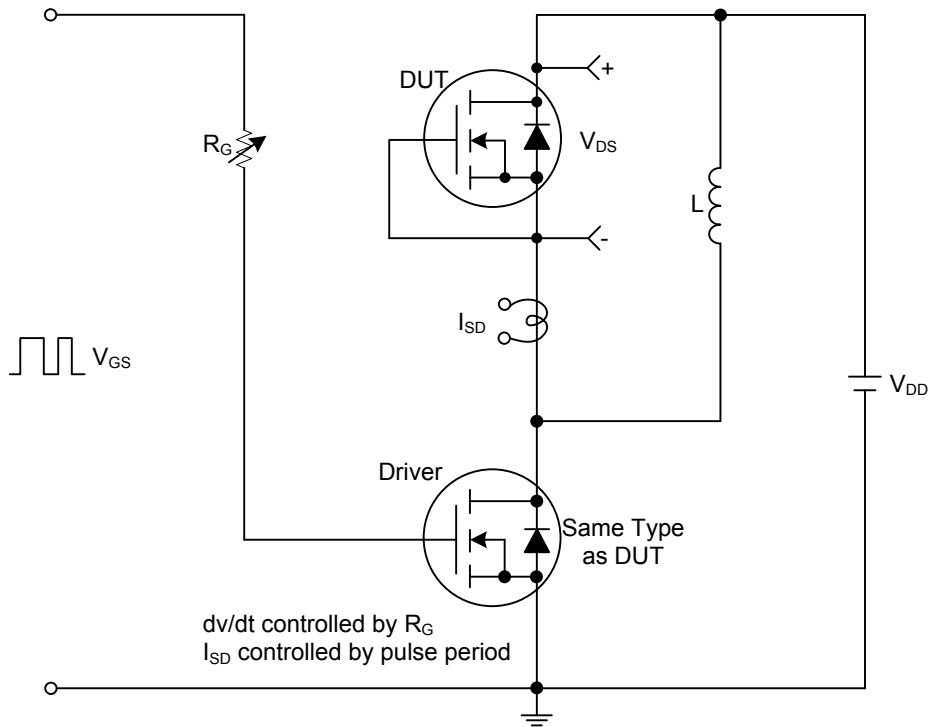 +
DUT
R_G
V_DS
L
-
I_SD
V_GS
V_DD
Driver
Same Type
as DUT
dv/dt controlled by R_G
I_SD controlled by pulse period